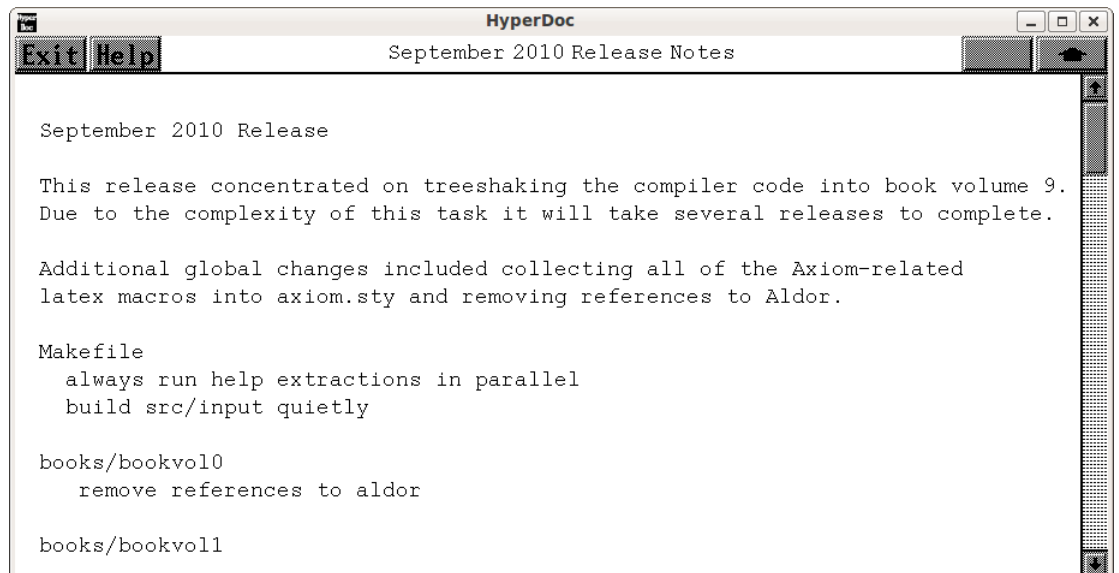 Hyper Doc
HyperDoc
Exit Help
September 2010 Release Notes
September 2010 Release
This release concentrated on treeshaking the compiler code into book volume 9.
Due to the complexity of this task it will take several releases to complete.
Additional global changes included collecting all of the Axiom-related
latex macros into axiom.sty and removing references to Aldor.
Makefile
always run help extractions in parallel
build src/input quietly
books/bookvol0
remove references to aldor
books/bookvol1